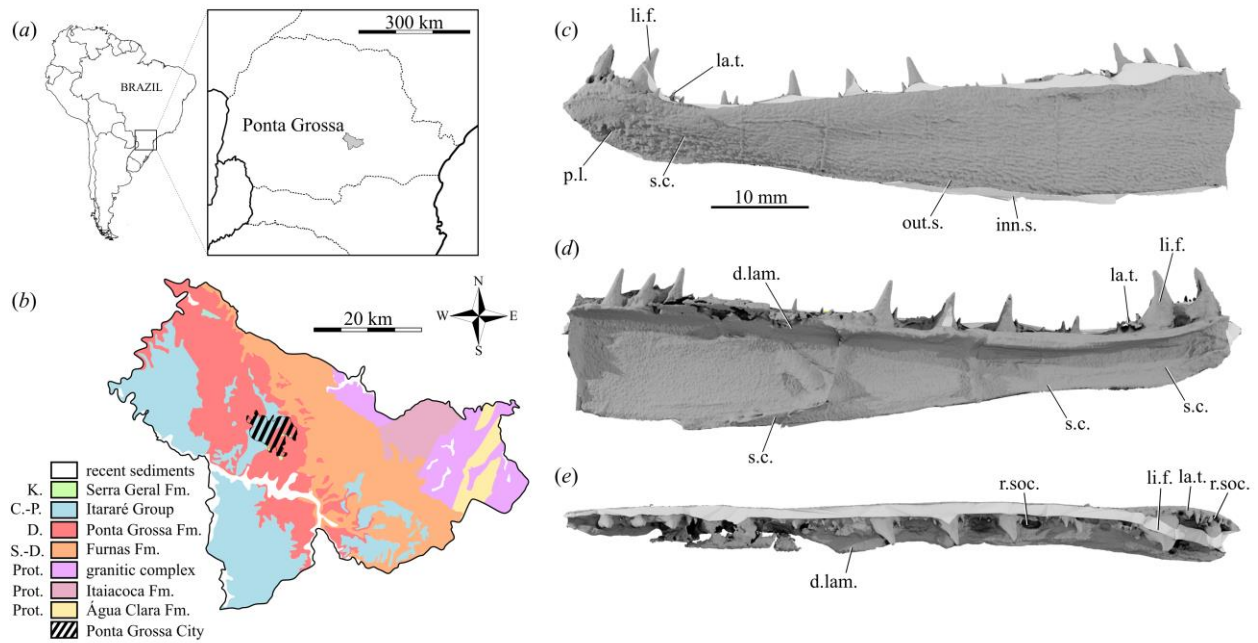 (a)
BRAZIL
300 km
Ponta Grossa
(b)
20 km
N
W E
S
recent sediments
K. Serra Geral Fm.
C.-P. Itararé Group
D. Ponta Grossa Fm.
S.-D. Furnas Fm.
Prot. granitic complex
Prot. Itaiacoca Fm.
Prot. Água Clara Fm.
Ponta Grossa City
(c)
li.f.
la.t.
p.l.
s.c.
10 mm
out.s.
inn.s.
(d)
d.lam.
li.f.
la.t.
s.c.
s.c.
s.c.
(e)
r.soc.
li.f.
la.t.
r.soc.
d.lam.